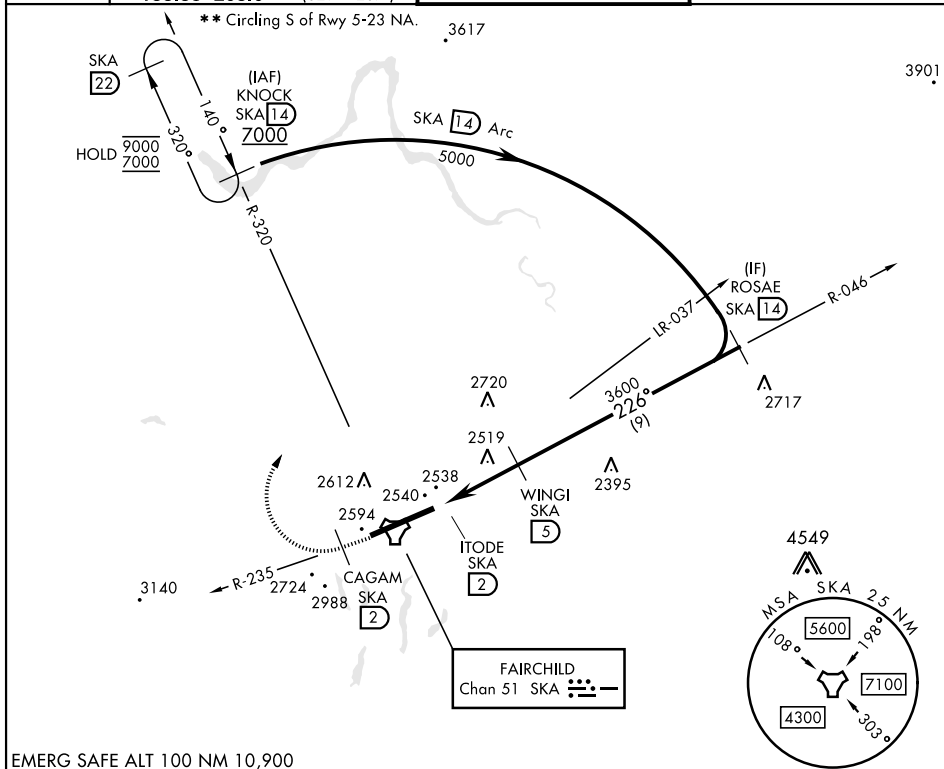 ** Circling S of Rwy 5-23 NA.
3617
3901
SKA
22
(IAF)
KNOCK
SKA 14
7000
140°
320°
HOLD 9000
7000
SKA 14 Arc
5000
R-320
(IF)
ROSAE
SKA 14
LR-037
R-046
2720
3600
226°
(9)
2717
2519
2612
2540
2538
2594
WINGI
SKA
5
2395
ITODE
SKA
2
R-235
CAGAM
SKA
2
3140
2724
2988
4549
MSA SKA 25 NM
108°
5600
198°
7100
4300
303°
FAIRCHILD
Chan 51 SKA
EMERG SAFE ALT 100 NM 10,900